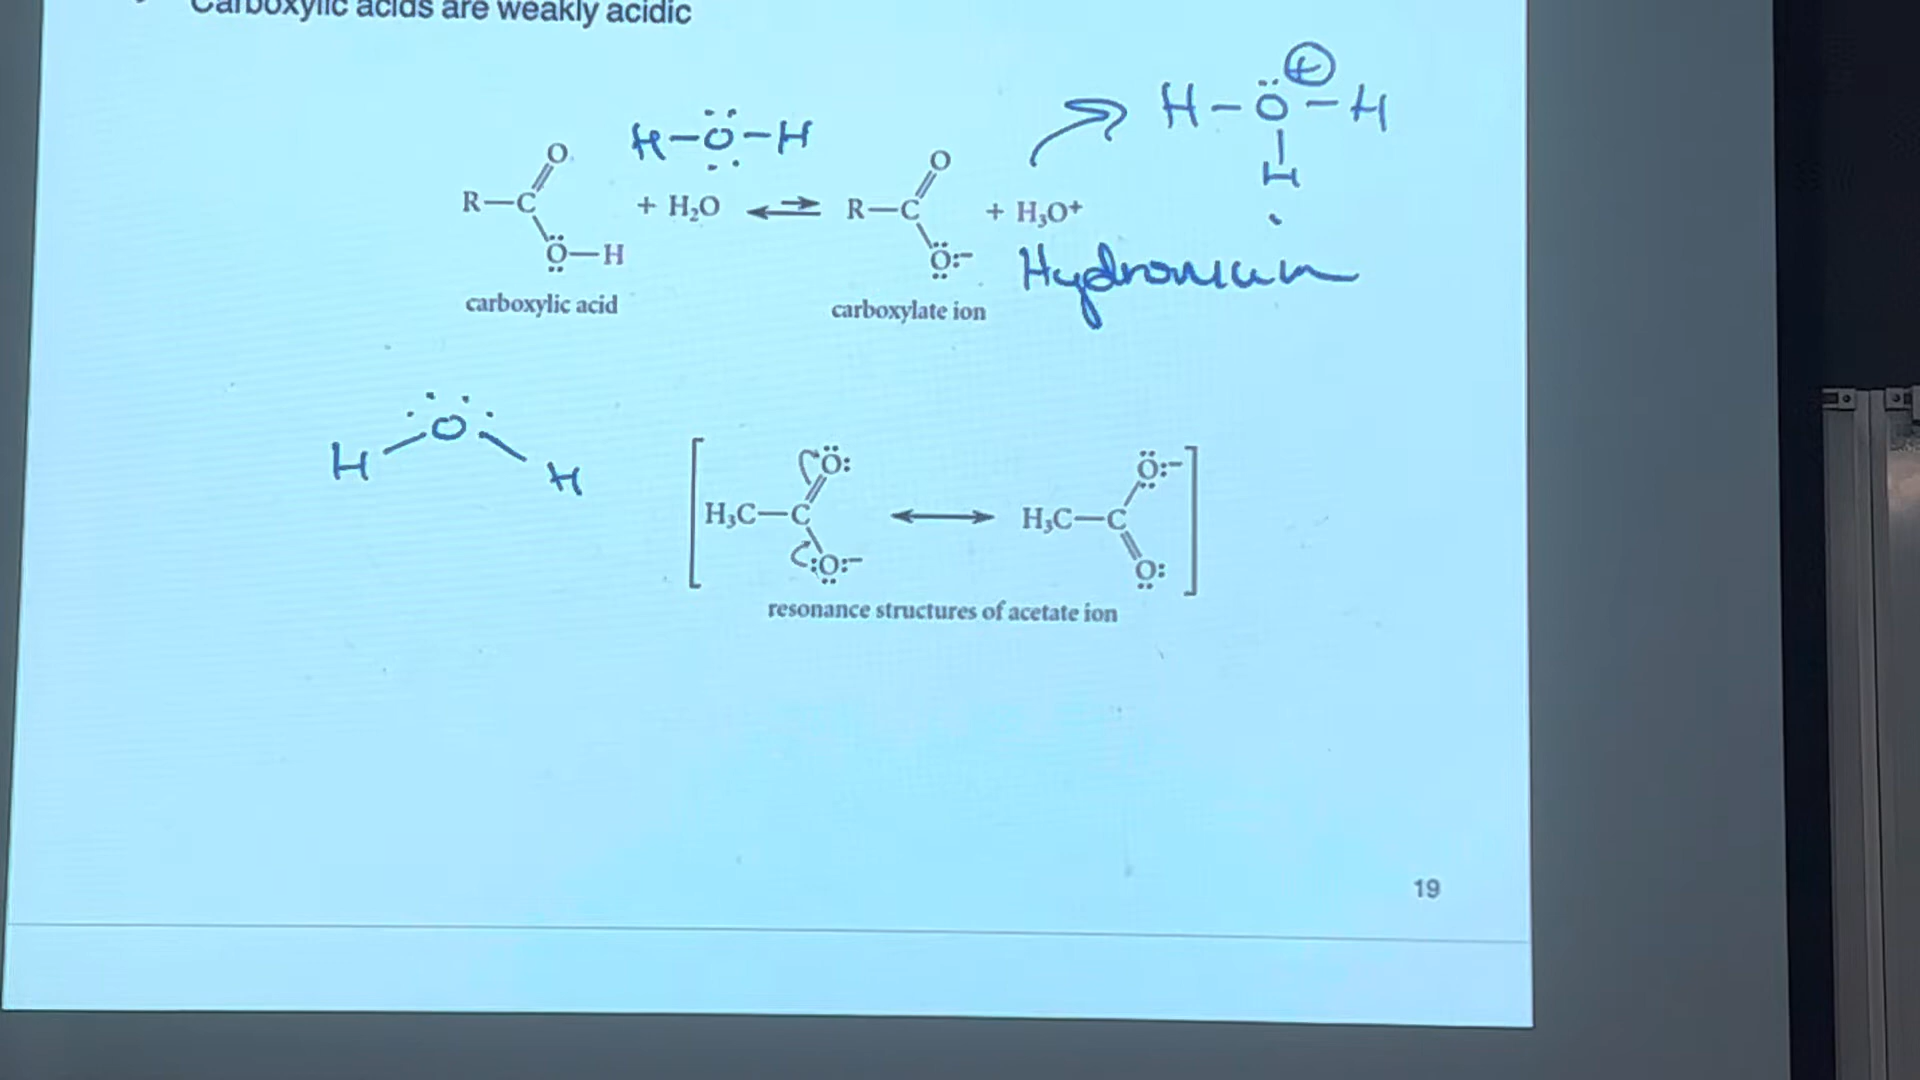 Carboxylic acids are weakly acidic
⊕
H–Ö–H
H
H–Ö–H
O
O
R—C + H₂O ⇌ R—C + H₃O⁺
Ö—H
Ö:⁻
Hydronium
carboxylic acid
carboxylate ion
O
H H
Ö:
Ö:⁻
H₃C—C ⟷ H₃C—C
:Ö:⁻
Ö:
resonance structures of acetate ion
19